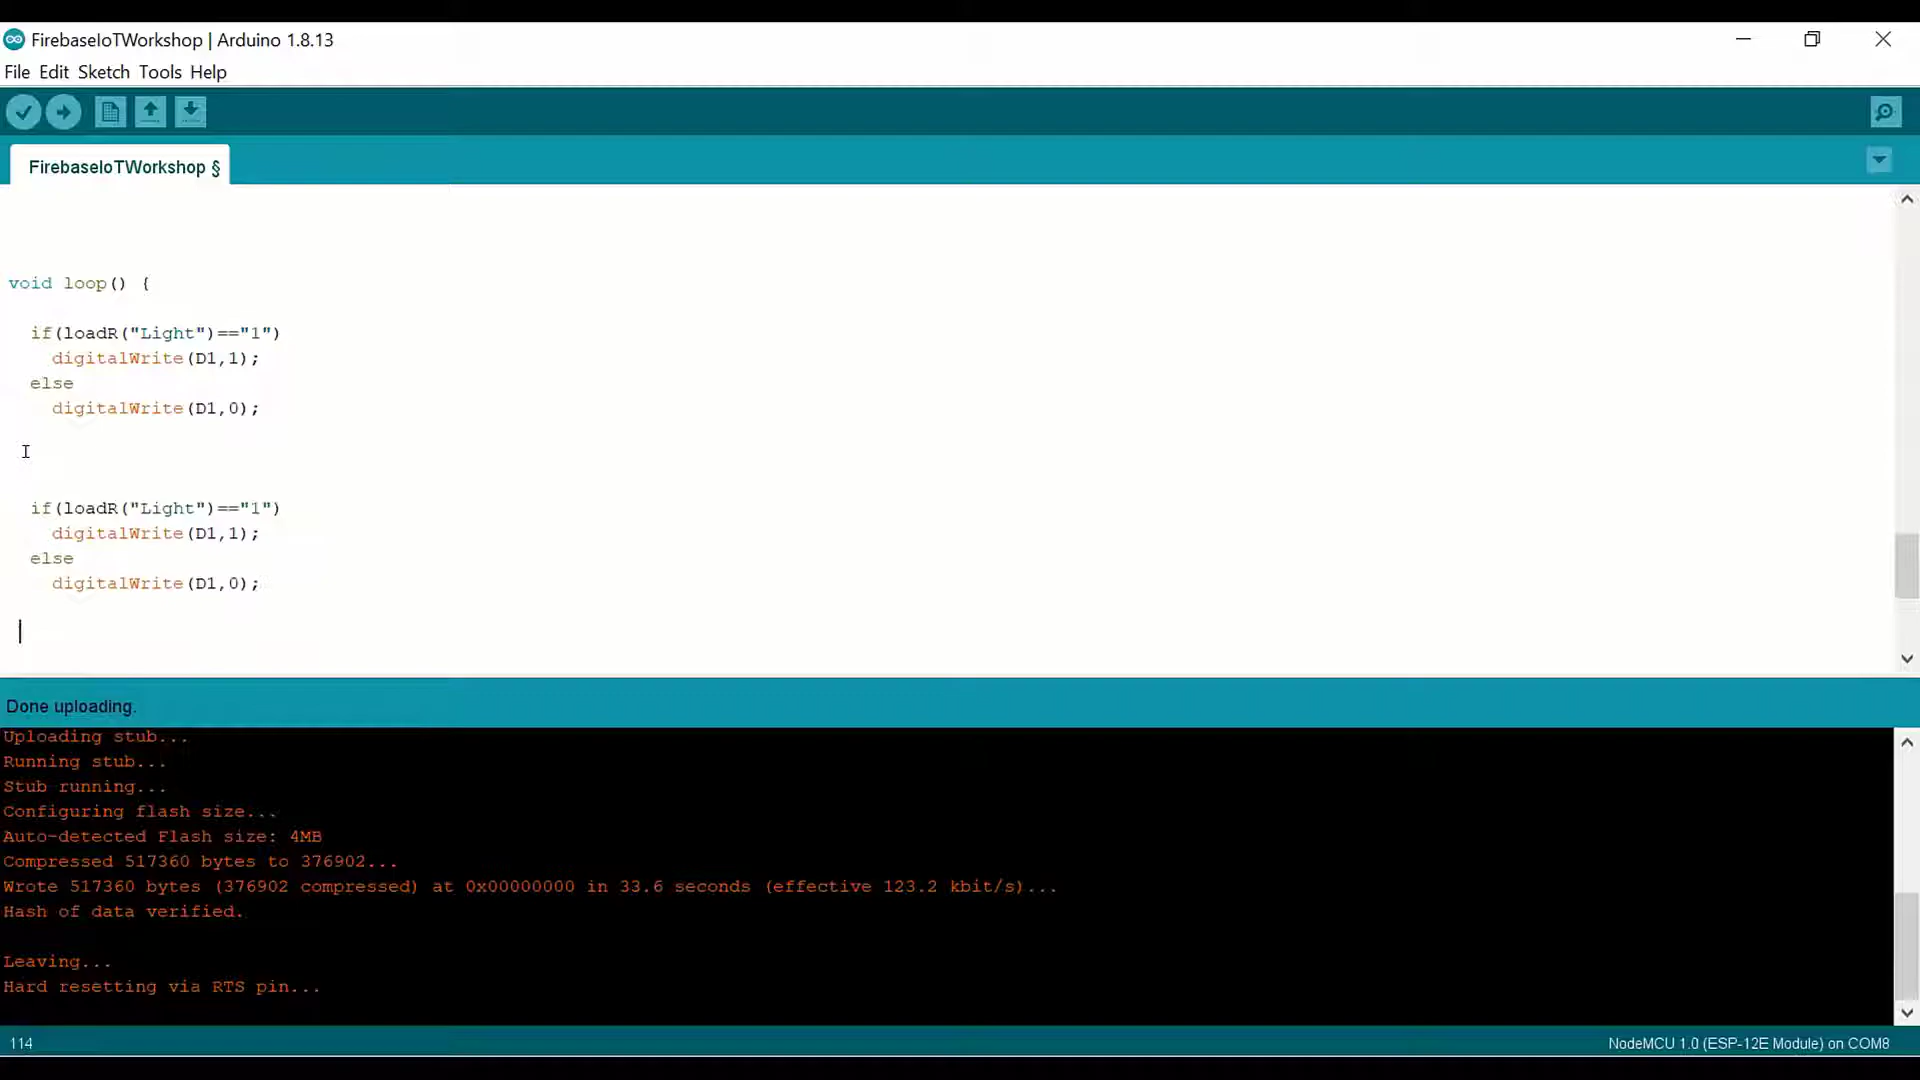 FirebaseIoTWorkshop | Arduino 1.8.13
File Edit Sketch Tools Help
FirebaseIoTWorkshop §
void loop() {
if(loadR("Light")=="1")
digitalWrite(D1,1);
else
digitalWrite(D1,0);
if(loadR("Light")=="1")
digitalWrite(D1,1);
else
digitalWrite(D1,0);
Done uploading.
Uploading stub...
Running stub...
Stub running...
Configuring flash size...
Auto-detected Flash size: 4MB
Compressed 517360 bytes to 376902...
Wrote 517360 bytes (376902 compressed) at 0x00000000 in 33.6 seconds (effective 123.2 kbit/s)...
Hash of data verified.
Leaving...
Hard resetting via RTS pin...
114
NodeMCU 1.0 (ESP-12E Module) on COM8